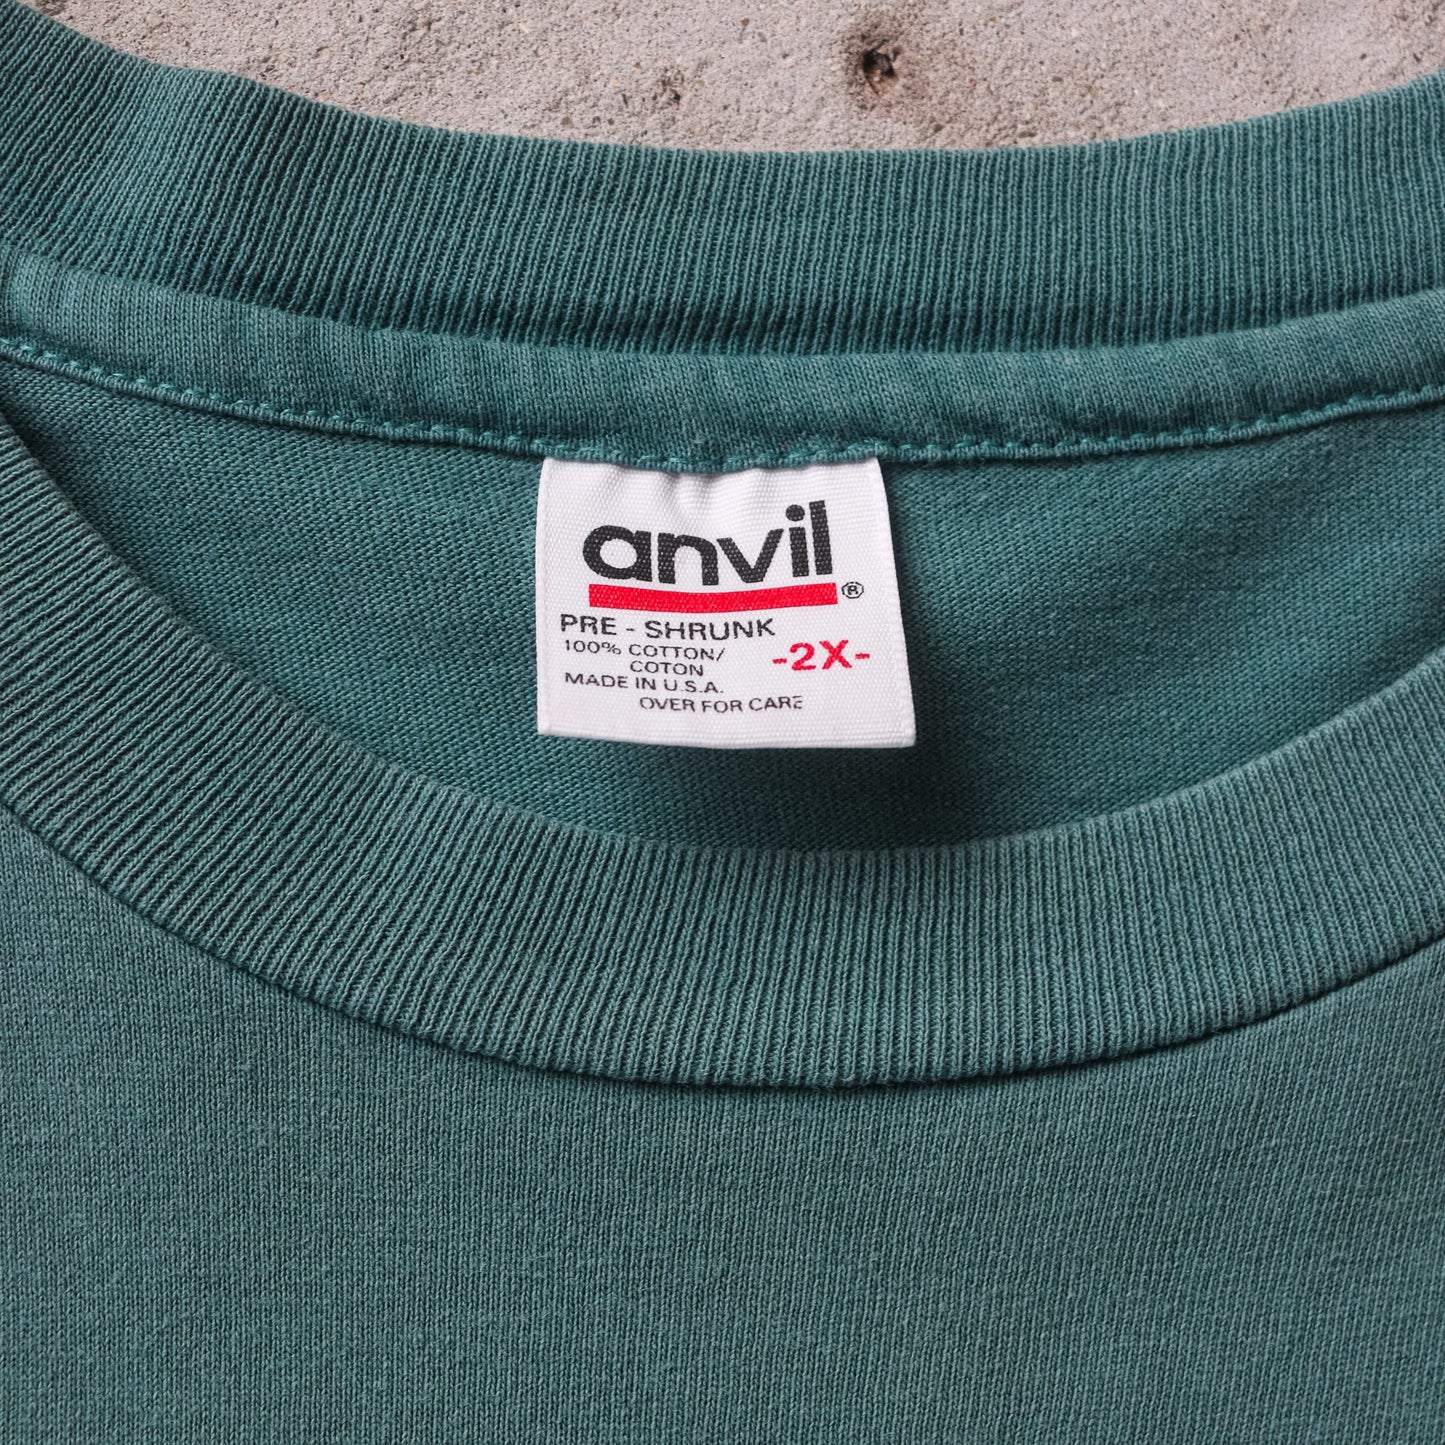 anvil®
PRE - SHRUNK
100% COTTON/
COTON
-2X-
MADE IN U.S.A.
OVER FOR CARE